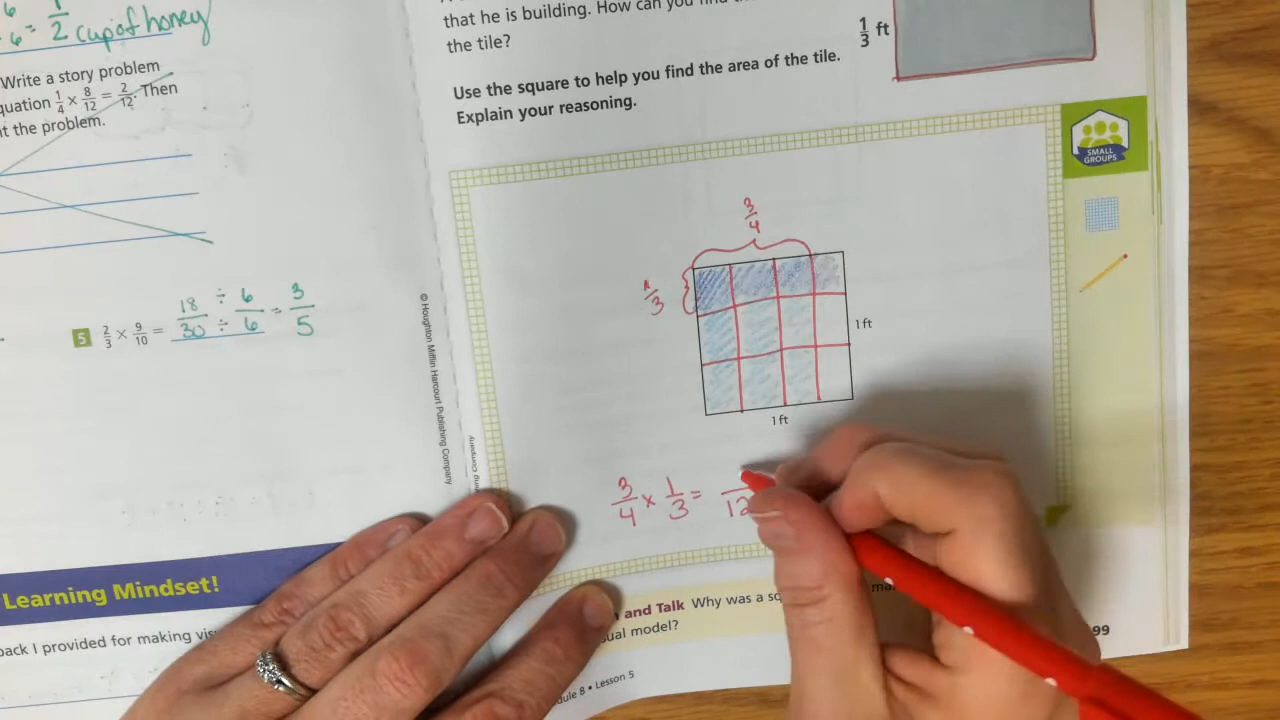 6
6 = 1/2 cup of honey
Write a story problem
equation 1/4 × 8/12 = 2/12. Then
the problem.
5 2/3 × 9/10 = 18/30 ÷ 6/6 = 3/5
Learning Mindset!
back I provided for making
© Houghton Mifflin Harcourt Publishing Company
that he is building. How can you find
the tile?
1/3 ft
Use the square to help you find the area of the tile.
Explain your reasoning.
SMALL
GROUPS
3/4
1/3
1 ft
1 ft
3/4 × 1/3 = /12
and Talk Why was a
model?
Lesson 5
99